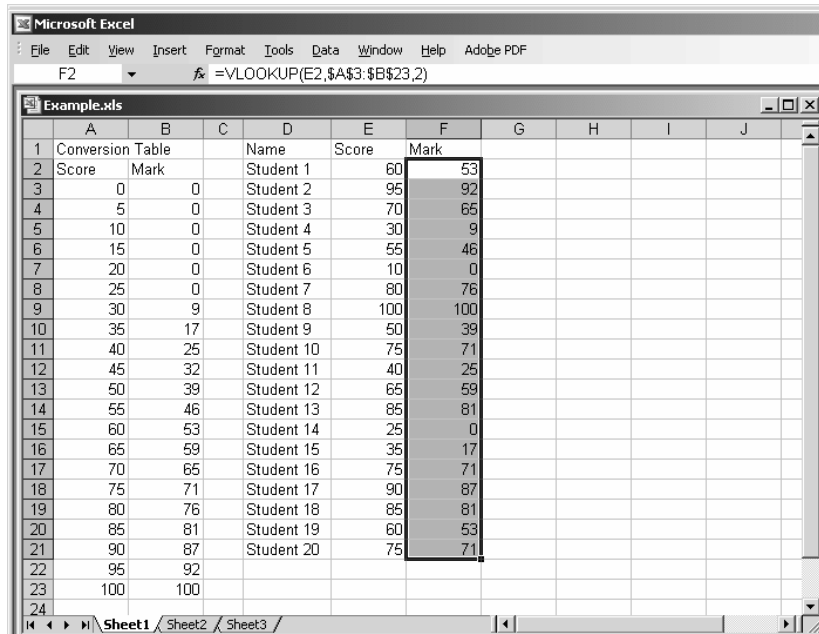 Microsoft Excel
File Edit View Insert Format Tools Data Window Help Adobe PDF
F2 fx =VLOOKUP(E2,$A$3:$B$23,2)
Example.xls
A B C D E F G H I J
1 Conversion Table Name Score Mark
2 Score Mark Student 1 60 53
3 0 0 Student 2 95 92
4 5 0 Student 3 70 65
5 10 0 Student 4 30 9
6 15 0 Student 5 55 46
7 20 0 Student 6 10 0
8 25 0 Student 7 80 76
9 30 9 Student 8 100 100
10 35 17 Student 9 50 39
11 40 25 Student 10 75 71
12 45 32 Student 11 40 25
13 50 39 Student 12 65 59
14 55 46 Student 13 85 81
15 60 53 Student 14 25 0
16 65 59 Student 15 35 17
17 70 65 Student 16 75 71
18 75 71 Student 17 90 87
19 80 76 Student 18 85 81
20 85 81 Student 19 60 53
21 90 87 Student 20 75 71
22 95 92
23 100 100
24
Sheet1 Sheet2 Sheet3